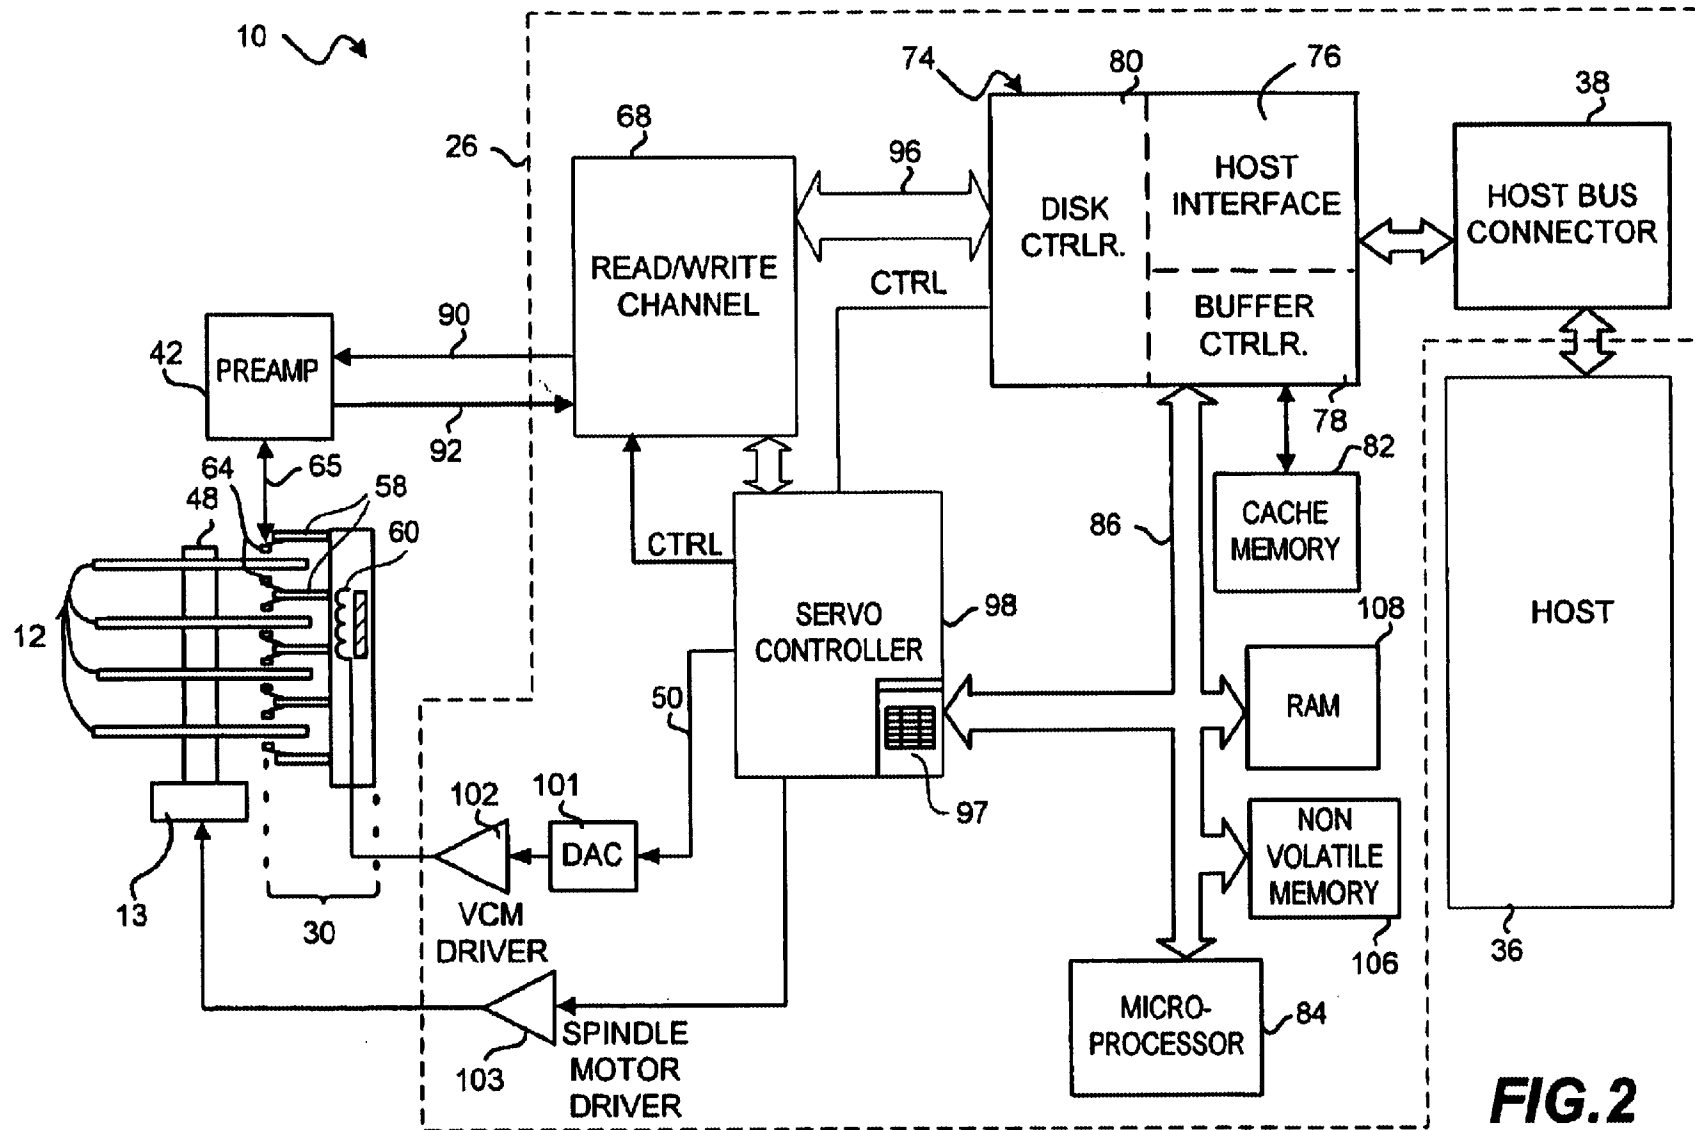 10
74
80
76
38
68
26
96
HOST
INTERFACE
HOST BUS
CONNECTOR
DISK
CTRLR.
READ/WRITE
CHANNEL
CTRL
BUFFER
CTRLR.
90
42
PREAMP
92
78
64
65
48
58
60
82
CACHE
MEMORY
86
CTRL
12
98
108
HOST
SERVO
CONTROLLER
50
RAM
97
102
101
DAC
NON
VOLATILE
MEMORY
13
30
VCM
DRIVER
36
106
MICRO-
PROCESSOR
84
103
SPINDLE
MOTOR
DRIVER
FIG.2